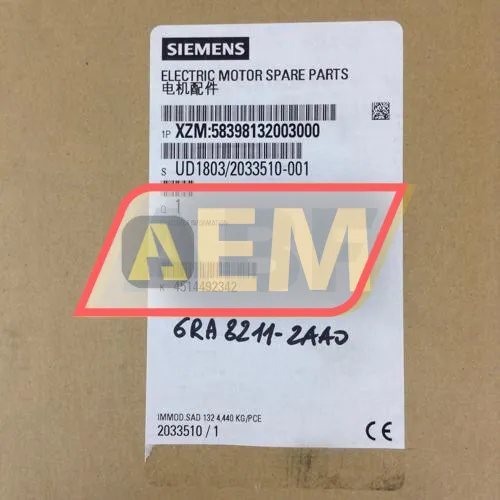 SIEMENS
ELECTRIC MOTOR SPARE PARTS
电机配件
1P XZM:58398132003000
S UD1803/2033510-001
Q 1
AEM
K 4514492342
6RA 8211-2AA0
IMMOD.SAD 132 4,440 KG/PCE
2033510 / 1
CE